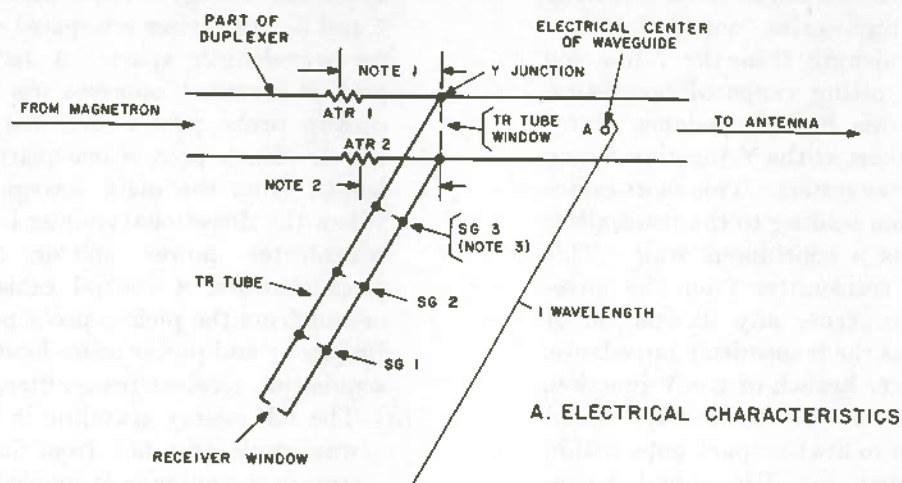 PART OF
DUPLEXER
ELECTRICAL CENTER
OF WAVEGUIDE
NOTE 1
Y JUNCTION
FROM MAGNETRON
ATR 1
TR TUBE
WINDOW
A
TO ANTENNA
ATR 2
NOTE 2
SG 3
(NOTE 3)
TR TUBE
SG 2
1 WAVELENGTH
SG 1
A. ELECTRICAL CHARACTERISTICS
RECEIVER WINDOW